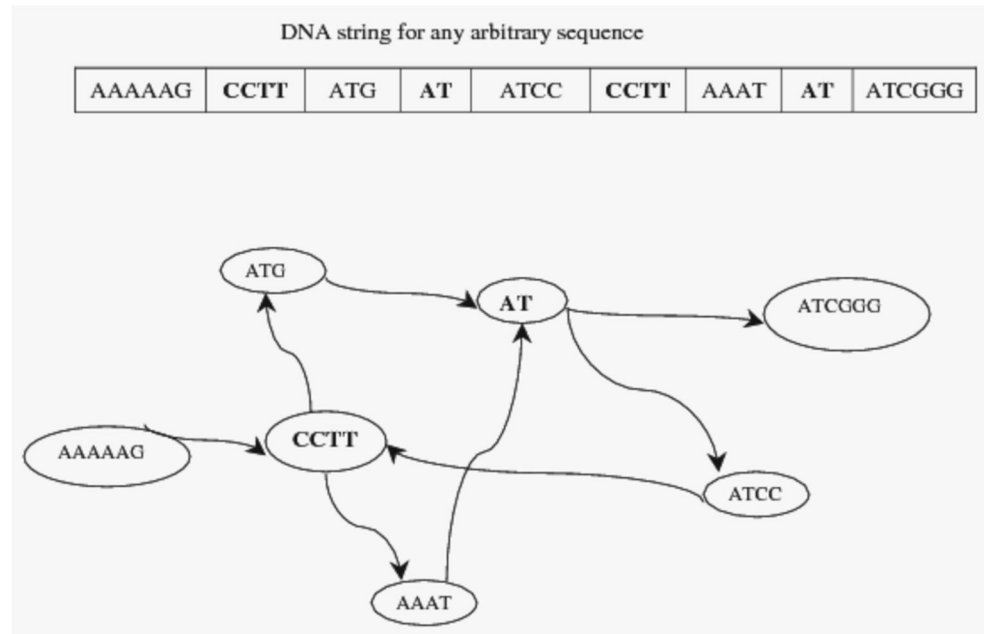 DNA string for any arbitrary sequence
AAAAAG CCTT ATG AT ATCC CCTT AAAT AT ATCGGG
ATG
AT
ATCGGG
CCTT
AAAAAG
ATCC
AAAT